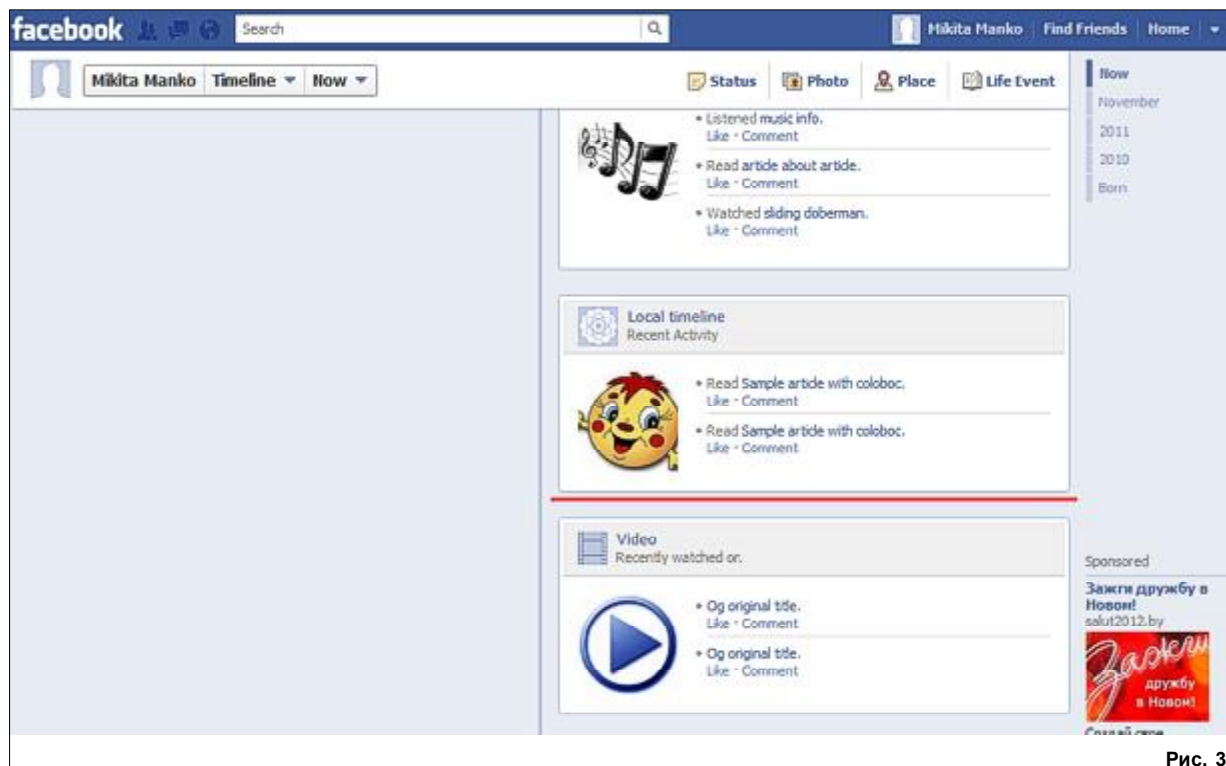 facebook Search Mikita Manko Find Friends Home
Mikita Manko Timeline Now Status Photo Place Life Event
Now
November
2011
2010
Born
• Listened music info.
Like · Comment
• Read article about article.
Like · Comment
• Watched sliding doberman.
Like · Comment
Local timeline
Recent Activity
• Read Sample article with coloboc.
Like · Comment
• Read Sample article with coloboc.
Like · Comment
Video
Recently watched on.
• Og original title.
Like · Comment
• Og original title.
Like · Comment
Sponsored
Зажги дружбу в
Новом!
salut2012.by
Зажги
дружбу
в Новом!
Создай свое
Рис. 3